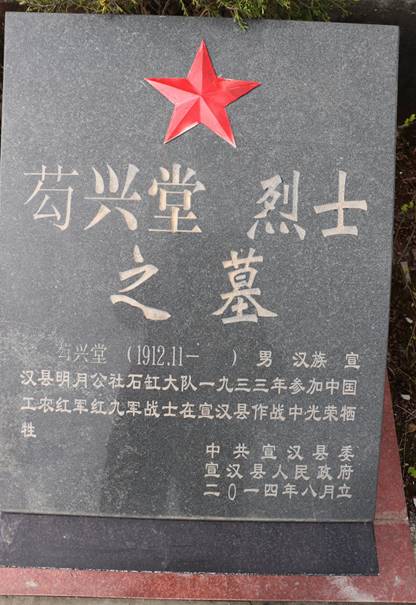 芶兴堂 烈士
之墓
芶兴堂 （1912.11— ）男 汉族 宣
汉县明月公社石缸大队一九三三年参加中国
工农红军红九军战士在宣汉县作战中光荣牺
牲
中共宣汉县委
宣汉县人民政府
二〇一四年八月立